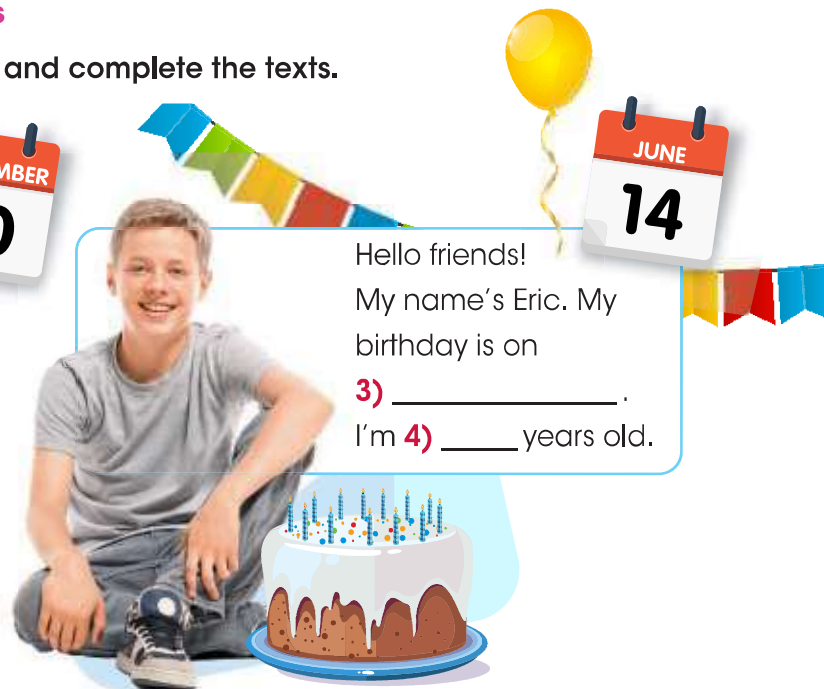 and complete the texts.
JUNE
14
Hello friends!
My name's Eric. My
birthday is on
3) ______________ .
I'm 4) _____ years old.